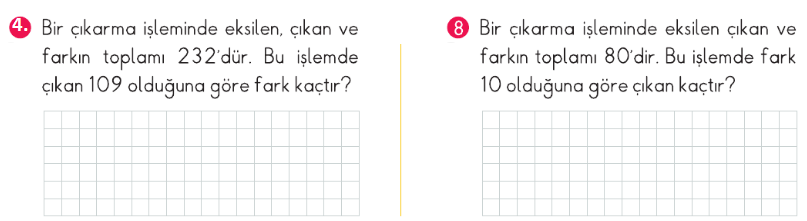 4. Bir çıkarma işleminde eksilen, çıkan ve
farkın toplamı 232'dür. Bu işlemde
çıkan 109 olduğuna göre fark kaçtır?
8 Bir çıkarma işleminde eksilen çıkan ve
farkın toplamı 80'dir. Bu işlemde fark
10 olduğuna göre çıkan kaçtır?